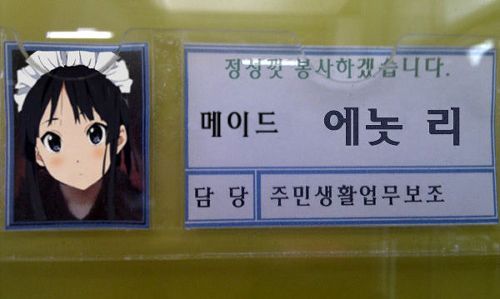 정성껏 봉사하겠습니다.
메이드 에놋 리
담 당 주민생활업무보조